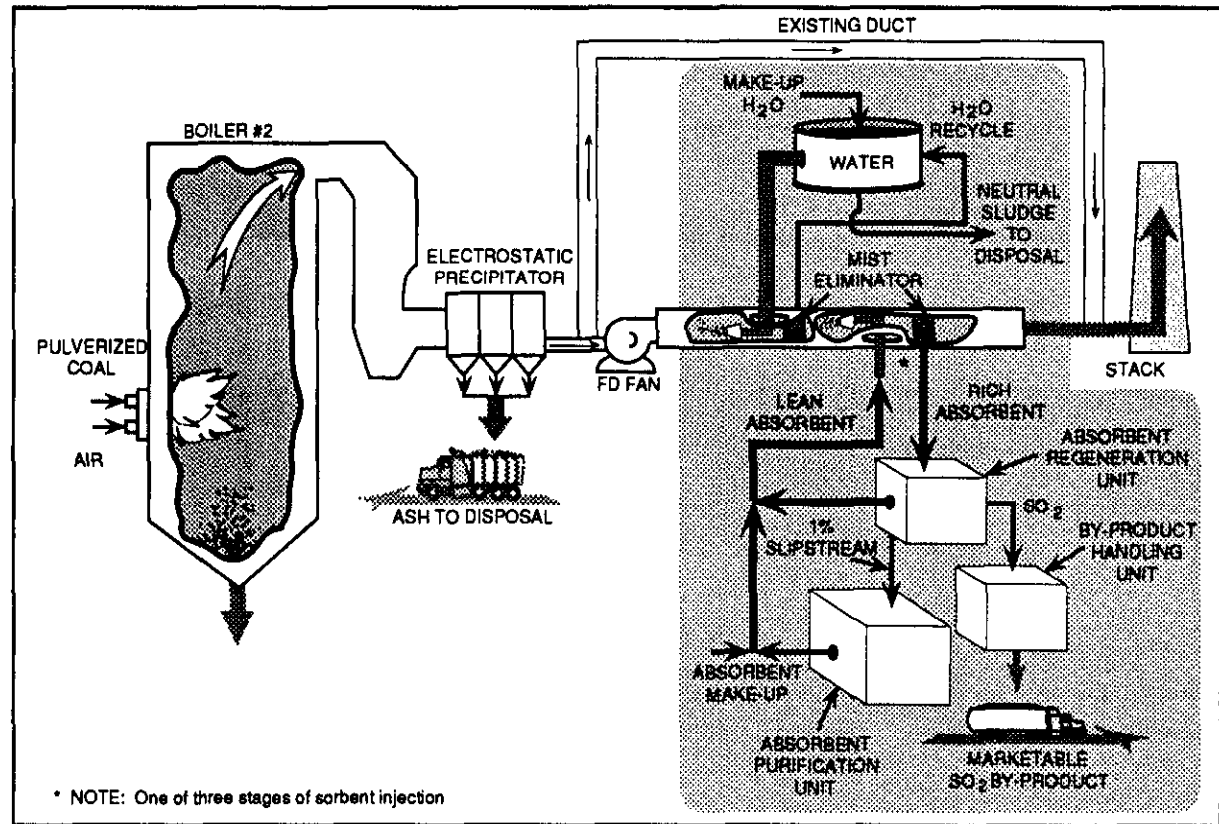 EXISTING DUCT
MAKE-UP
H2O
H2O
RECYCLE
BOILER #2
WATER
NEUTRAL
SLUDGE
TO
DISPOSAL
ELECTROSTATIC
PRECIPITATOR
MIST
ELIMINATOR
PULVERIZED
COAL
FD FAN
*
STACK
LEAN
ABSORBENT
RICH
ABSORBENT
AIR
ABSORBENT
REGENERATION
UNIT
ASH TO DISPOSAL
SO2
1%
SLIPSTREAM
BY-PRODUCT
HANDLING
UNIT
ABSORBENT
MAKE-UP
ABSORBENT
PURIFICATION
UNIT
MARKETABLE
SO2 BY-PRODUCT
* NOTE: One of three stages of sorbent injection